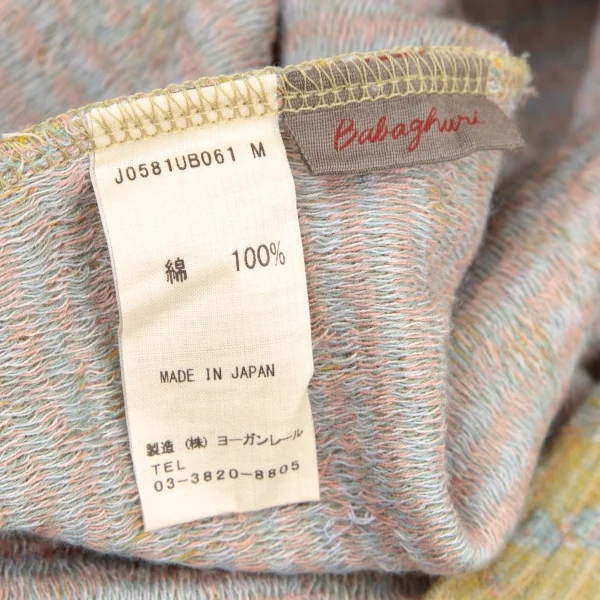 Babaghuri
J0581UB061 M
綿 100%
MADE IN JAPAN
製造 (株) ヨーガンレール
TEL
03-3820-8805